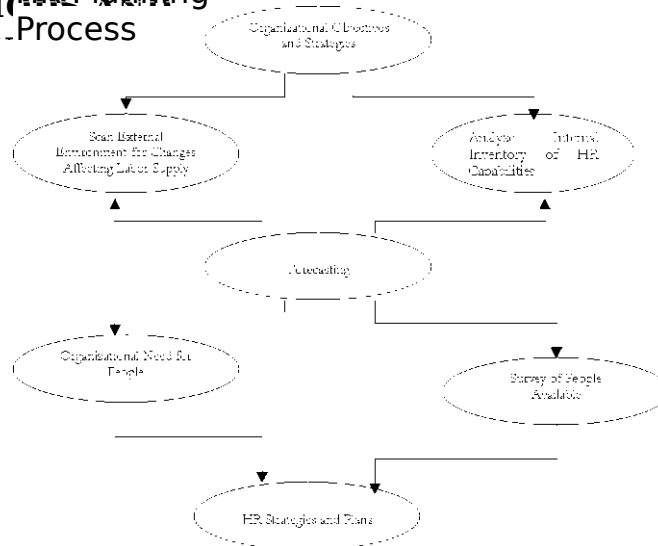 Process
Organizational Objectives
and Strategies
Scan External
Environment for Changes
Affecting Labor Supply
Analyze Internal
Inventory of HR
Capabilities
Forecasting
Organizational Need for
People
Survey of People
Available
HR Strategies and Plans